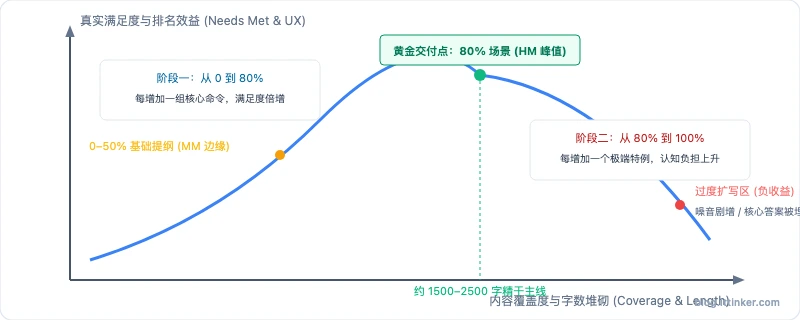 真实满足度与排名效益 (Needs Met & UX)
黄金交付点：80% 场景 (HM 峰值)
阶段一：从 0 到 80%
每增加一组核心命令，满足度倍增
0–50% 基础提纲 (MM 边缘)
阶段二：从 80% 到 100%
每增加一个极端特例，认知负担上升
过度扩写区 (负收益)
噪音剧增 / 核心答案被埋
约 1500–2500 字精干主线
内容覆盖度与字数堆砌 (Coverage & Length)